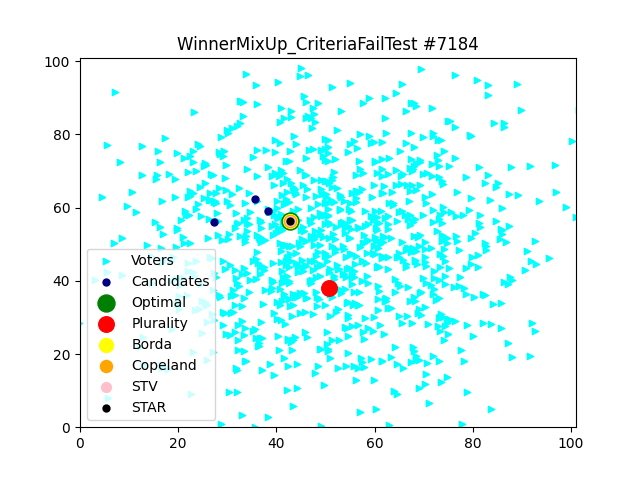 WinnerMixUp_CriteriaFailTest #7184
100
80
60
40
20
0
Voters
Candidates
Optimal
Plurality
Borda
Copeland
STV
STAR
0 20 40 60 80 100